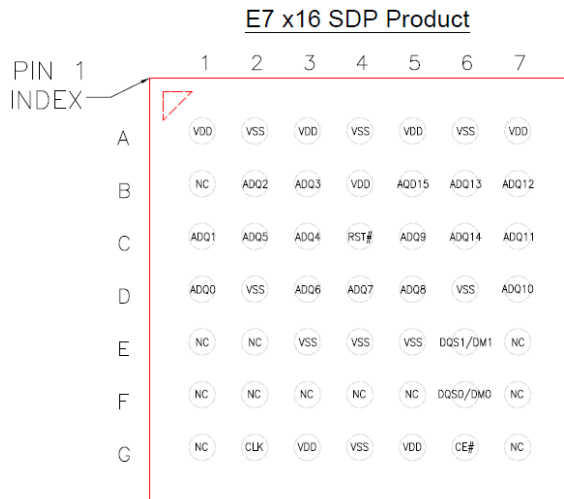 E7 x16 SDP Product
PIN 1
INDEX
1 2 3 4 5 6 7
A VDD VSS VDD VSS VDD VSS VDD
B NC ADQ2 ADQ3 VDD AQD15 ADQ13 ADQ12
C ADQ1 ADQ5 ADQ4 RST# ADQ9 ADQ14 ADQ11
D ADQ0 VSS ADQ6 ADQ7 ADQ8 VSS ADQ10
E NC NC VSS VSS VSS DQS1/DM1 NC
F NC NC NC NC NC DQS0/DM0 NC
G NC CLK VDD VSS VDD CE# NC